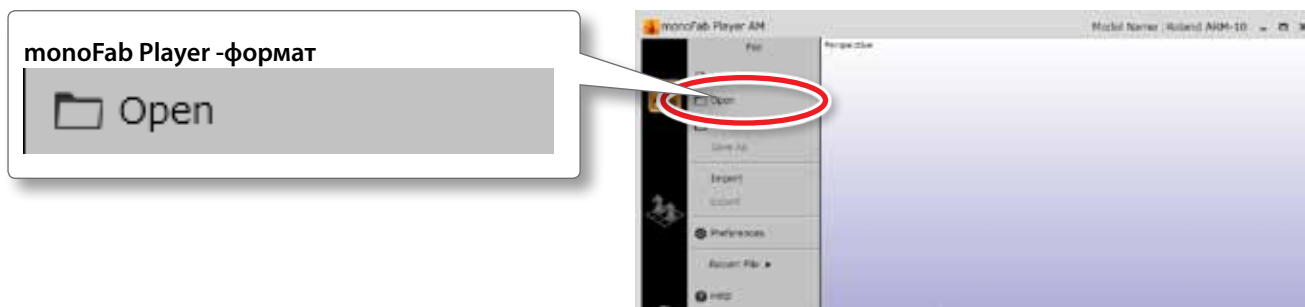 monoFab Player -формат
Open
monoFab Player AM
Model Name : Roland ARM-10
File
Perspective
Open
Save As
Import
Export
Preferences
Recent File
Help